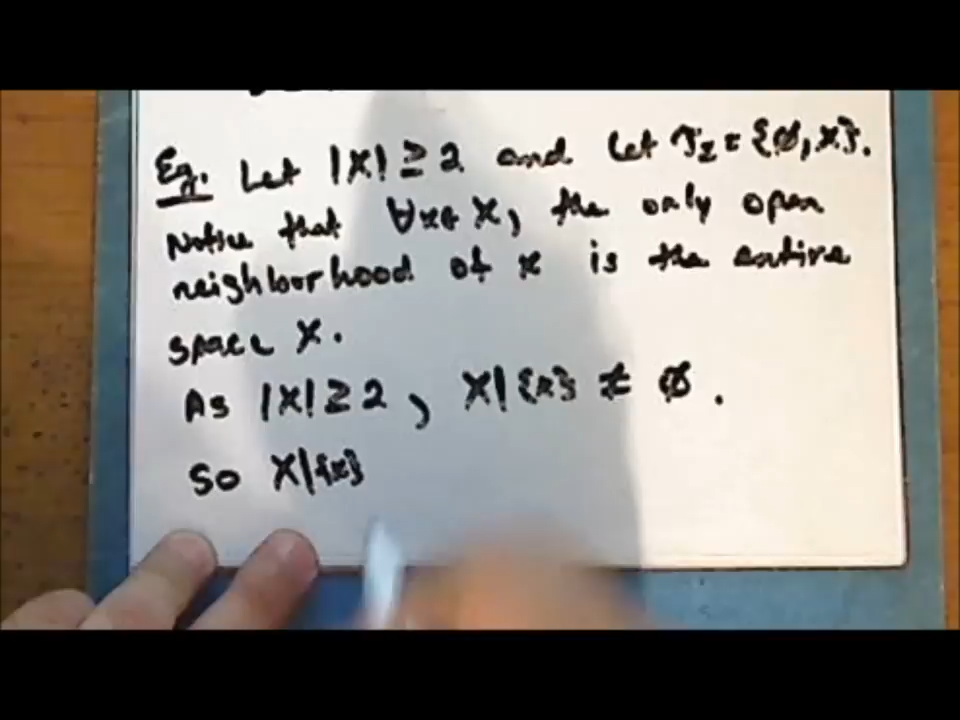 Eg. Let |X| ≥ 2 and let τ_I = {∅, X}.
Notice that ∀x∈X, the only open
neighborhood of x is the entire
space X.
As |X| ≥ 2, X|{x} ≠ ∅.
So X|{x}